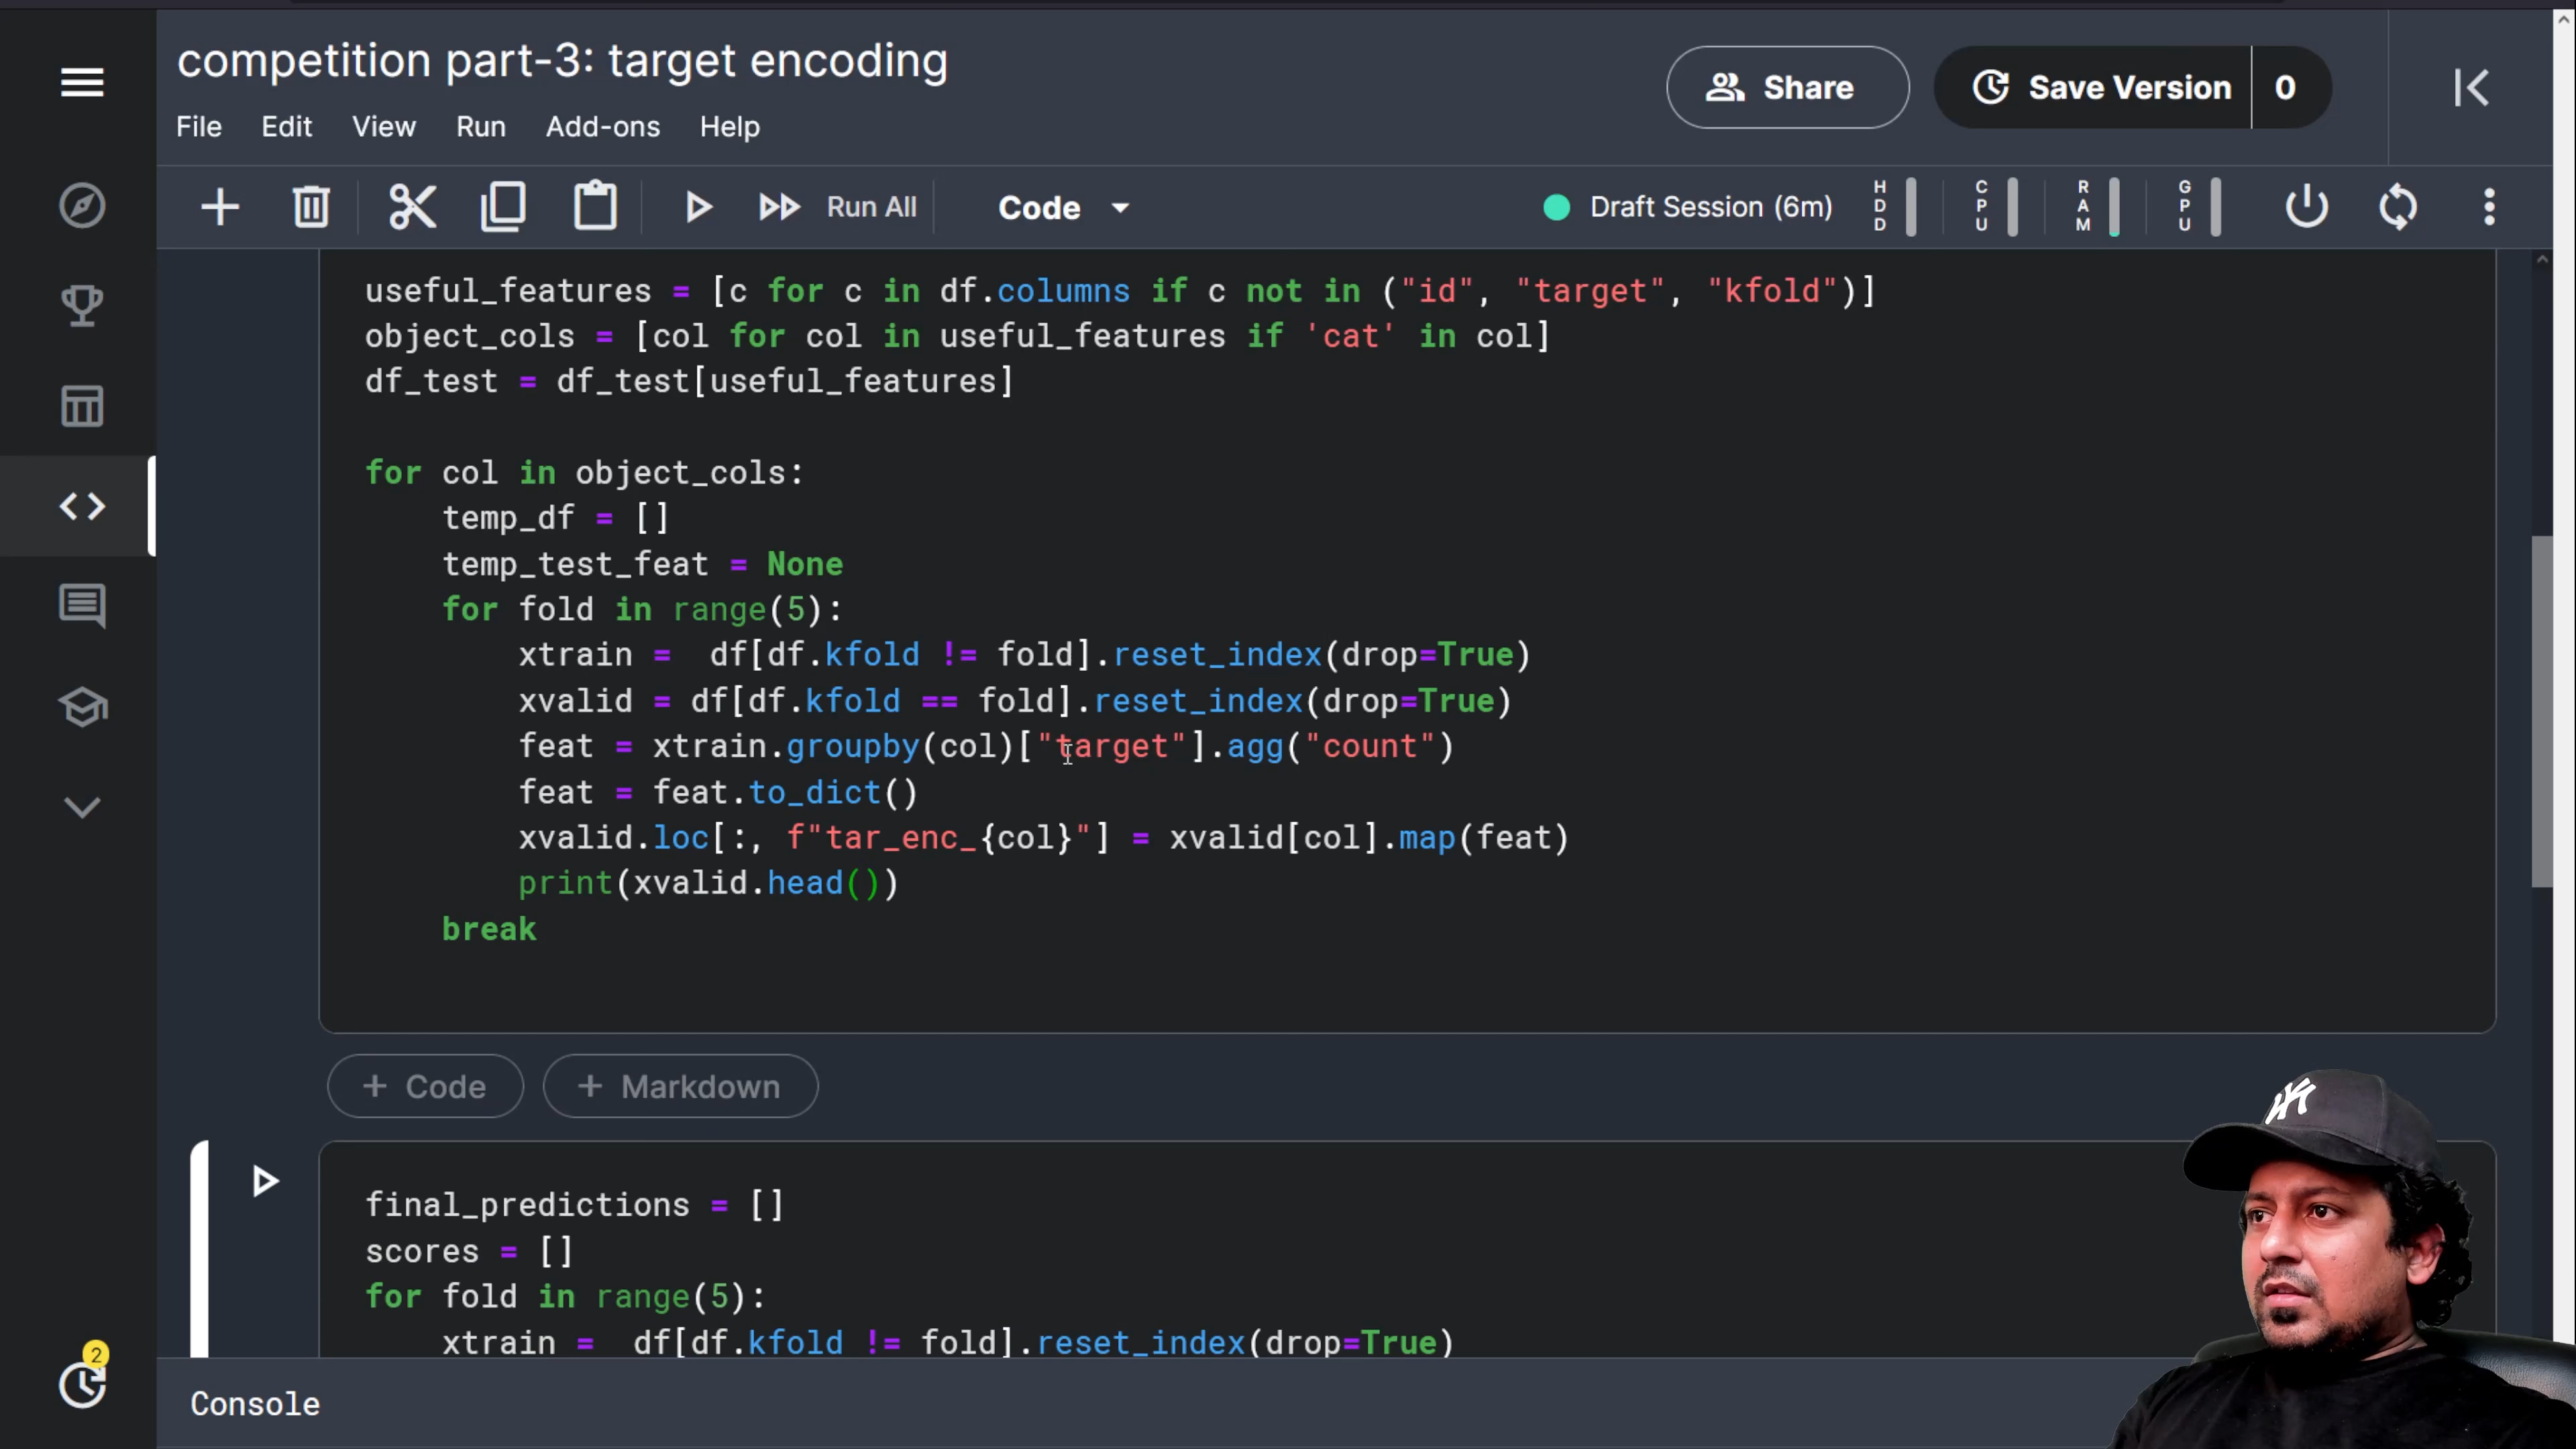 competition part-3: target encoding
File Edit View Run Add-ons Help
Share
Save Version 0
Run All
Code
Draft Session (6m)
HDD
CPU
RAM
GPU
useful_features = [c for c in df.columns if c not in ("id", "target", "kfold")]
object_cols = [col for col in useful_features if 'cat' in col]
df_test = df_test[useful_features]
for col in object_cols:
    temp_df = []
    temp_test_feat = None
    for fold in range(5):
        xtrain =  df[df.kfold != fold].reset_index(drop=True)
        xvalid = df[df.kfold == fold].reset_index(drop=True)
        feat = xtrain.groupby(col)["target"].agg("count")
        feat = feat.to_dict()
        xvalid.loc[:, f"tar_enc_{col}"] = xvalid[col].map(feat)
        print(xvalid.head())
    break
+ Code
+ Markdown
final_predictions = []
scores = []
for fold in range(5):
    xtrain =  df[df.kfold != fold].reset_index(drop=True)
2
Console